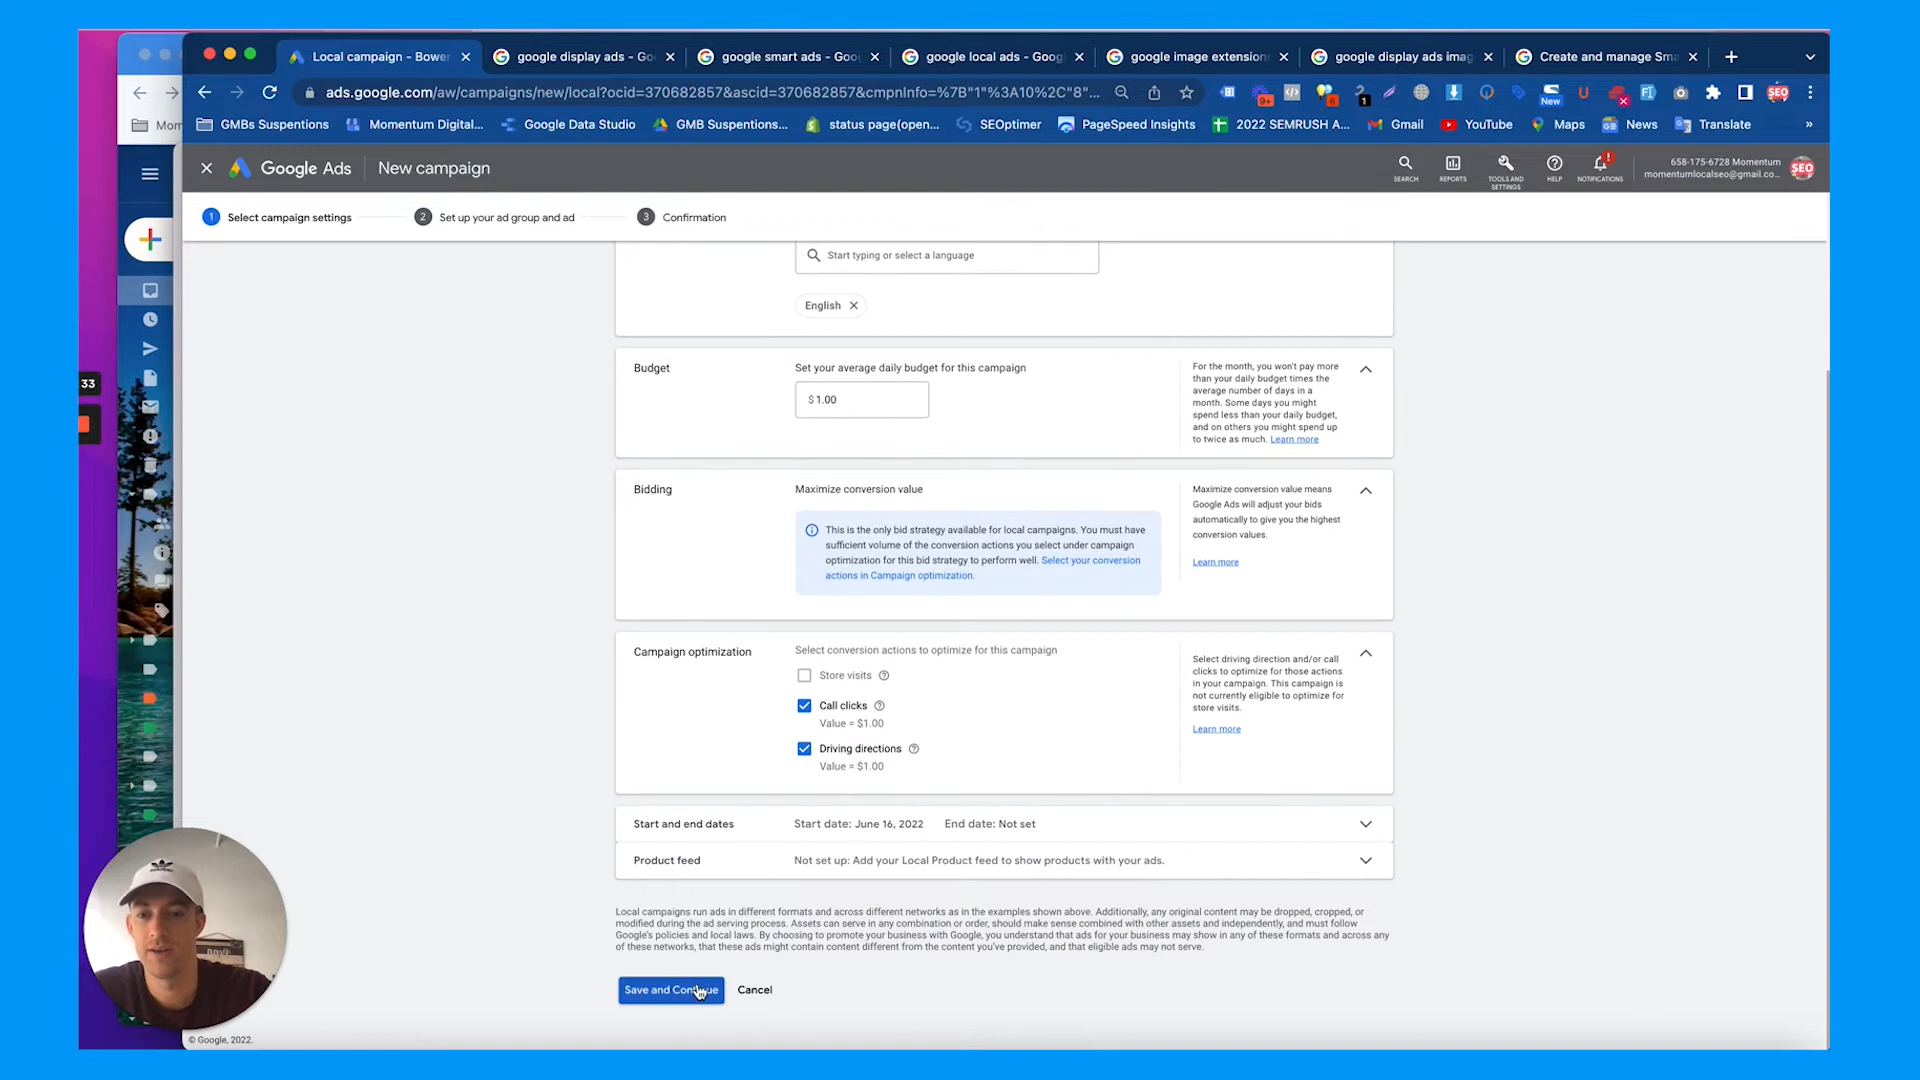 Local campaign - Bower
google display ads - Go
google smart ads - Goo
google local ads - Googl
google image extension
google display ads imag
Create and manage Sma
ads.google.com/aw/campaigns/new/local?ocid=370682857&ascid=370682857&cmpnInfo=%7B"1"%3A10%2C"8"...
Mom
GMBs Suspentions
Momentum Digital...
Google Data Studio
GMB Suspentions...
status page(open...
SEOptimer
PageSpeed Insights
2022 SEMRUSH A...
Gmail
YouTube
Maps
News
Translate
»
9+
6
1
New
SEO
Google Ads
New campaign
SEARCH
REPORTS
TOOLS AND
SETTINGS
HELP
NOTIFICATIONS
658-175-6728 Momentum
momentumlocalseo@gmail.co...
SEO
1 Select campaign settings
2 Set up your ad group and ad
3 Confirmation
Start typing or select a language
English
33
Budget
Set your average daily budget for this campaign
$ 1.00
For the month, you won't pay more
than your daily budget times the
average number of days in a
month. Some days you might
spend less than your daily budget,
and on others you might spend up
to twice as much. Learn more
Bidding
Maximize conversion value
This is the only bid strategy available for local campaigns. You must have
sufficient volume of the conversion actions you select under campaign
optimization for this bid strategy to perform well. Select your conversion
actions in Campaign optimization.
Maximize conversion value means
Google Ads will adjust your bids
automatically to give you the highest
conversion values.
Learn more
Campaign optimization
Select conversion actions to optimize for this campaign
Store visits
Call clicks
Value = $1.00
Driving directions
Value = $1.00
Select driving direction and/or call
clicks to optimize for those actions
in your campaign. This campaign is
not currently eligible to optimize for
store visits.
Learn more
Start and end dates
Start date: June 16, 2022 End date: Not set
Product feed
Not set up: Add your Local Product feed to show products with your ads.
Local campaigns run ads in different formats and across different networks as in the examples shown above. Additionally, any original content may be dropped, cropped, or
modified during the ad serving process. Assets can serve in any combination or order, should make sense combined with other assets and independently, and must follow
Google's policies and local laws. By choosing to promote your business with Google, you understand that ads for your business may show in any of these formats and across any
of these networks, that these ads might contain content different from the content you've provided, and that eligible ads may not serve.
Save and Continue
Cancel
© Google, 2022.